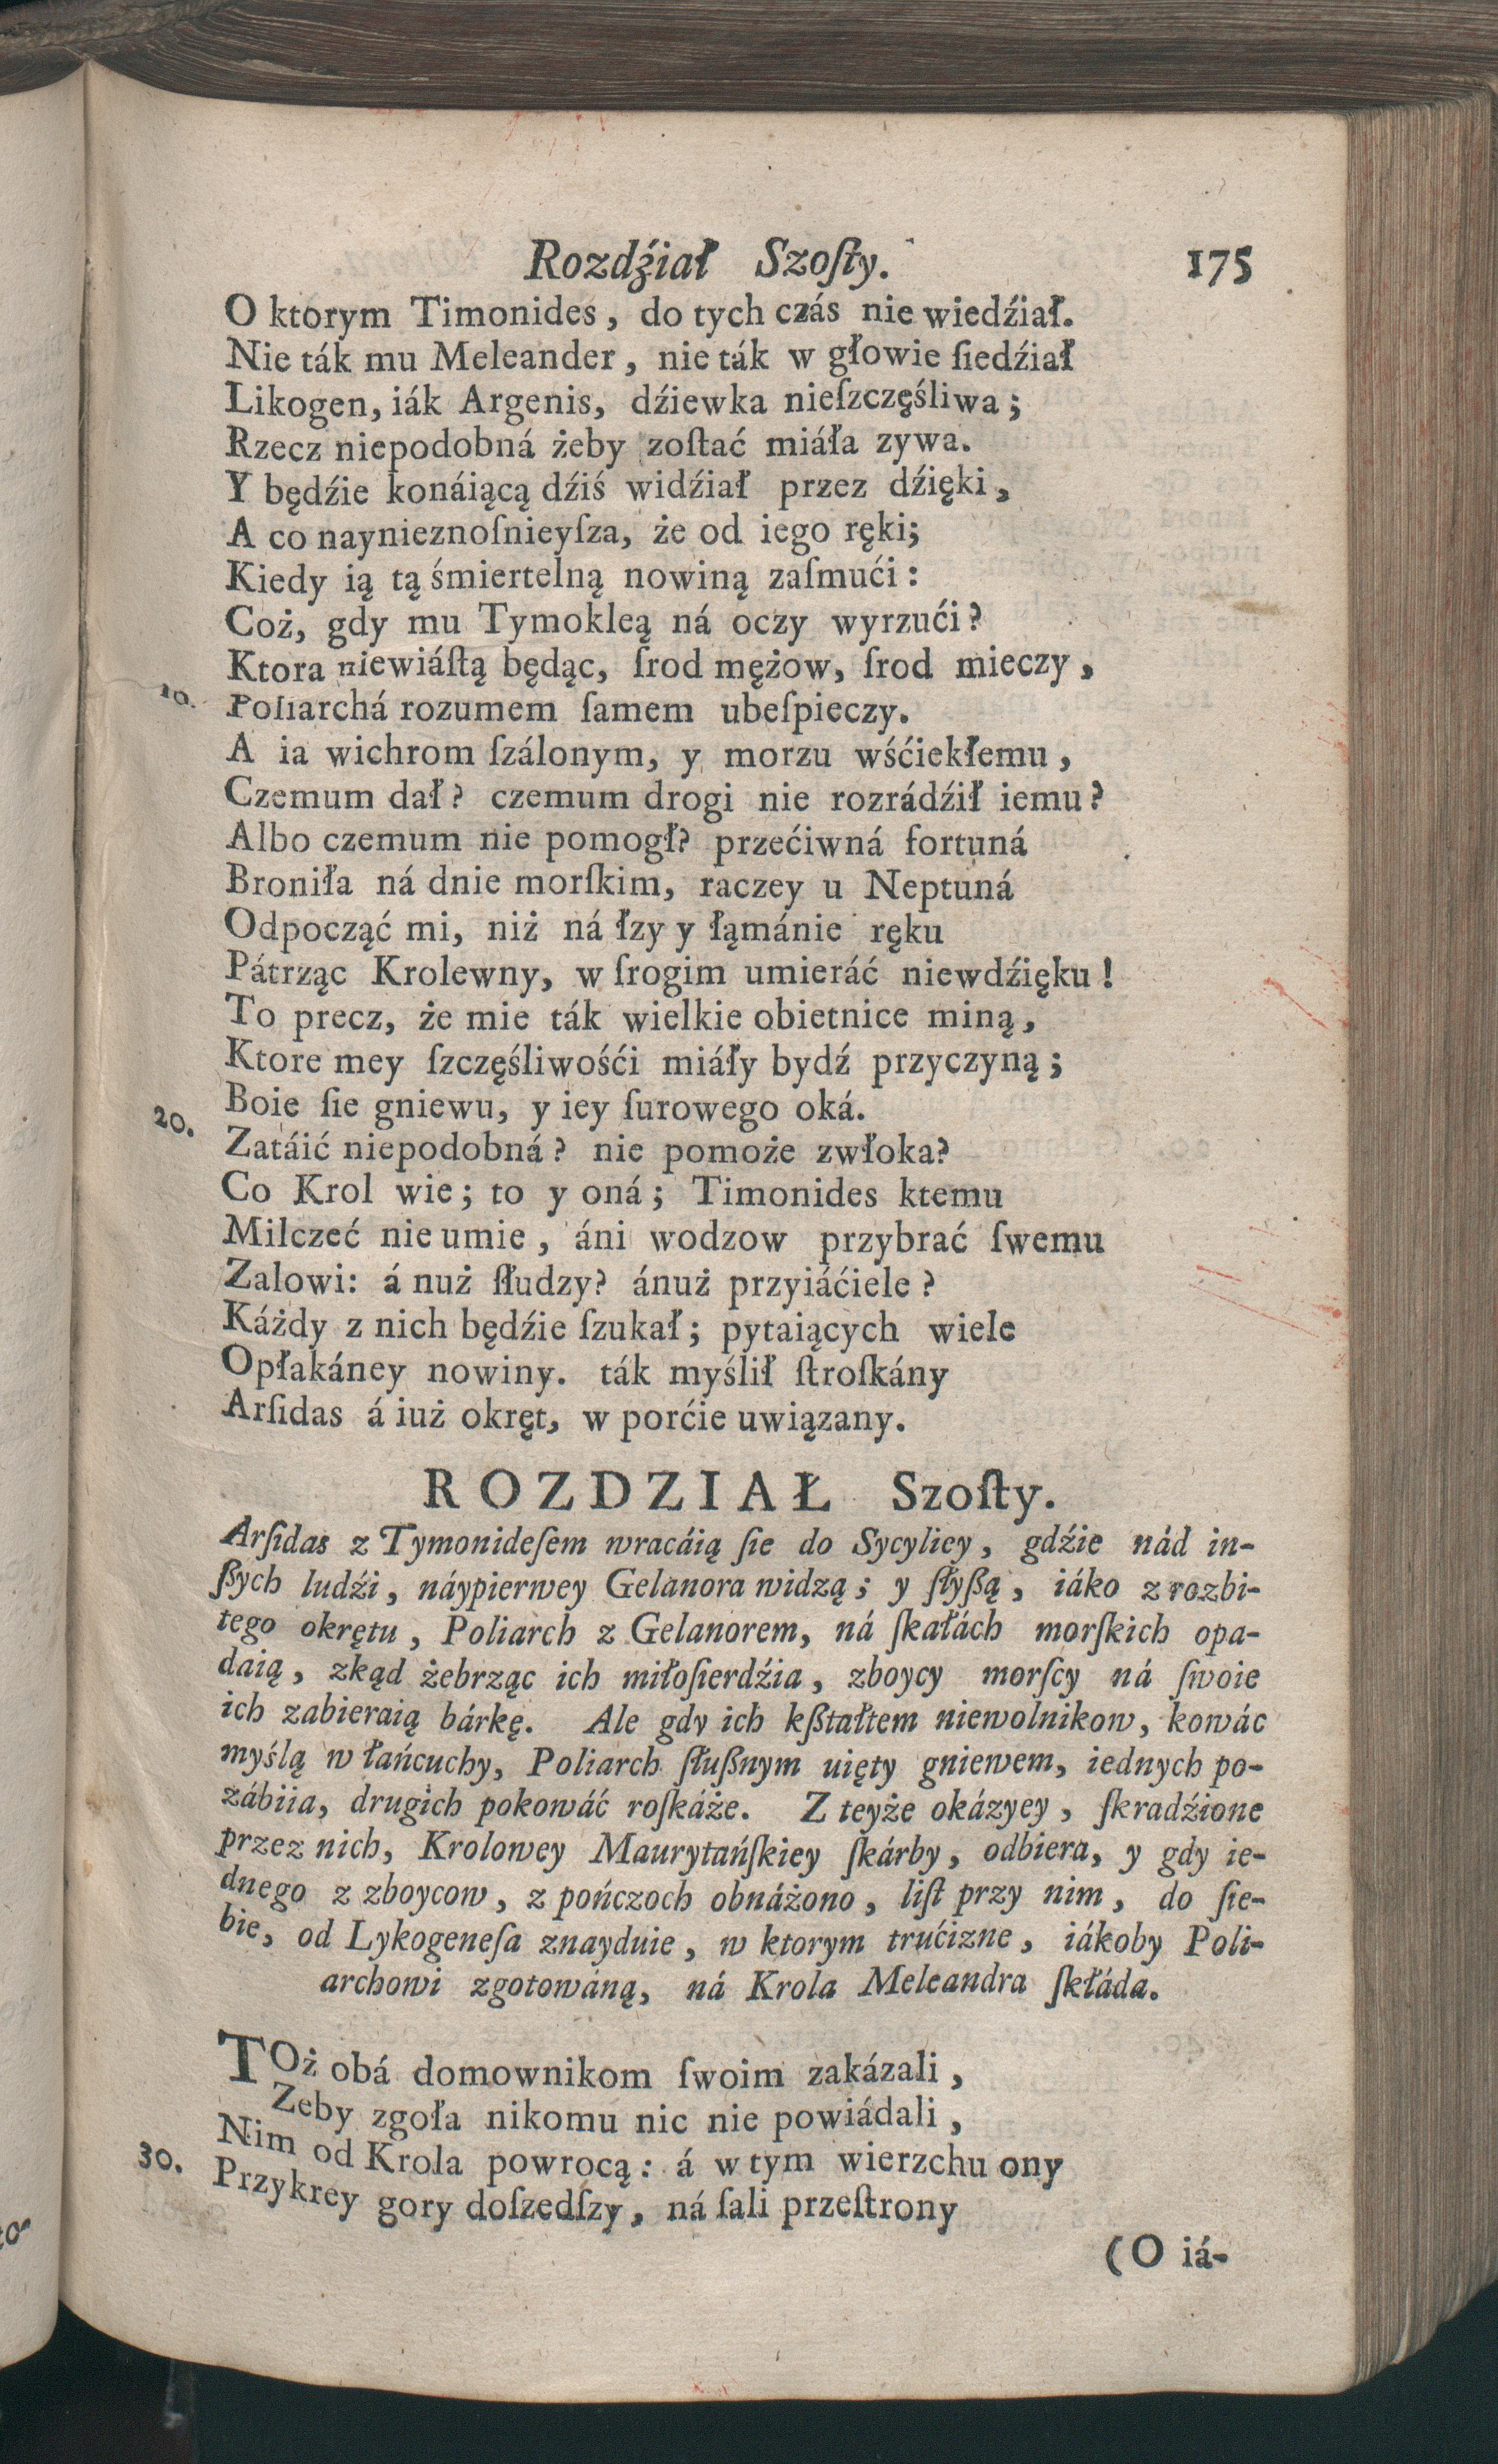 Rozdźiał Szoſty. 175
O ktorym Timonides, do tych czás nie wiedźiał.
Nie ták mu Meleander, nie ták w głowie ſiedźiał
Likogen, iák Argenis, dźiewka nieſzczęśliwa;
Rzecz niepodobná żeby zoſtać miáła zywa.
Y będźie konáiącą dźiś widźiał przez dźięki,
A co naynieznoſnieyſza, że od iego ręki;
Kiedy ią tą śmiertelną nowiną zaſmući:
Coż, gdy mu Tymokleą ná oczy wyrzući?
Ktora niewiáſtą będąc, ſrod mężow, ſrod mieczy,
10. Poliarchá rozumem ſamem ubeſpieczy.
A ia wichrom ſzálonym, y morzu wśćiekłemu,
Czemum dał? czemum drogi nie rozrádźił iemu?
Albo czemum nie pomogł? przećiwná fortuná
Broniła ná dnie morſkim, raczey u Neptuná
Odpocząć mi, niż ná łzy y łąmánie ręku
Pátrząc Krolewny, w ſrogim umieráć niewdźięku!
To precz, że mie ták wielkie obietnice miną,
Ktore mey ſzczęśliwośći miáły bydź przyczyną;
Boie ſie gniewu, y iey ſurowego oká.
20. Zatáić niepodobná? nie pomoże zwłoka?
Co Krol wie; to y oná; Timonides ktemu
Milczeć nie umie, áni wodzow przybrać ſwemu
Zalowi: á nuż ſłudzy? ánuż przyiáćiele?
Káżdy z nich będźie ſzukał; pytaiących wiele
Opłakáney nowiny. ták myślił ſtroſkány
Arſidas á iuż okręt, w porćie uwiązany.
ROZDZIAŁ Szoſty.
Arſidas z Tymonideſem wracáią ſie do Sycyliey, gdźie nád in-
ßych ludźi, náypierwey Gelanora widzą; y ſłyßą, iáko z rozbi-
tego okrętu, Poliarch z Gelanorem, ná ſkałách morſkich opa-
daią, zkąd żebrząc ich miłoſierdźia, zboycy morſcy ná ſwoie
ich zabieraią bárkę. Ale gdy ich kßtałtem niewolnikow, kowác
myślą w łańcuchy, Poliarch ſłußnym uięty gniewem, iednych po-
zábiia, drugich pokowáć roſkáże. Z teyże okázyey, ſkradźione
przez nich, Krolowey Maurytańſkiey ſkárby, odbiera, y gdy ie-
dnego z zboycow, z pończoch obnáżono, liſt przy nim, do ſie-
bie, od Lykogeneſa znayduie, w ktorym trućizne, iákoby Poli-
archowi zgotowáną, ná Krola Meleandra ſkłáda.
TOż obá domownikom ſwoim zakázali,
Zeby zgoła nikomu nic nie powiádali,
Nim od Krola powrocą: á w tym wierzchu ony
30. Przykrey gory doſzedſzy, ná ſali przeſtrony
(O iá-